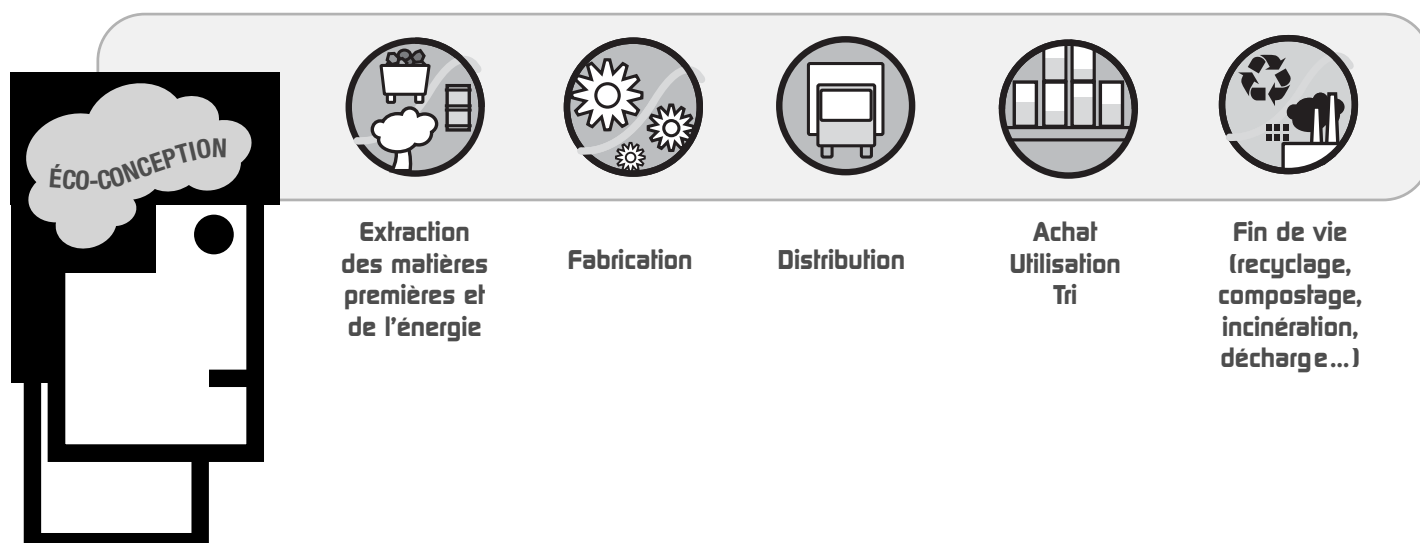 ÉCO-CONCEPTION
Extraction
des matières
premières et
de l'énergie
Fabrication
Distribution
Achat
Utilisation
Tri
Fin de vie
(recyclage,
compostage,
incinération,
décharge...)